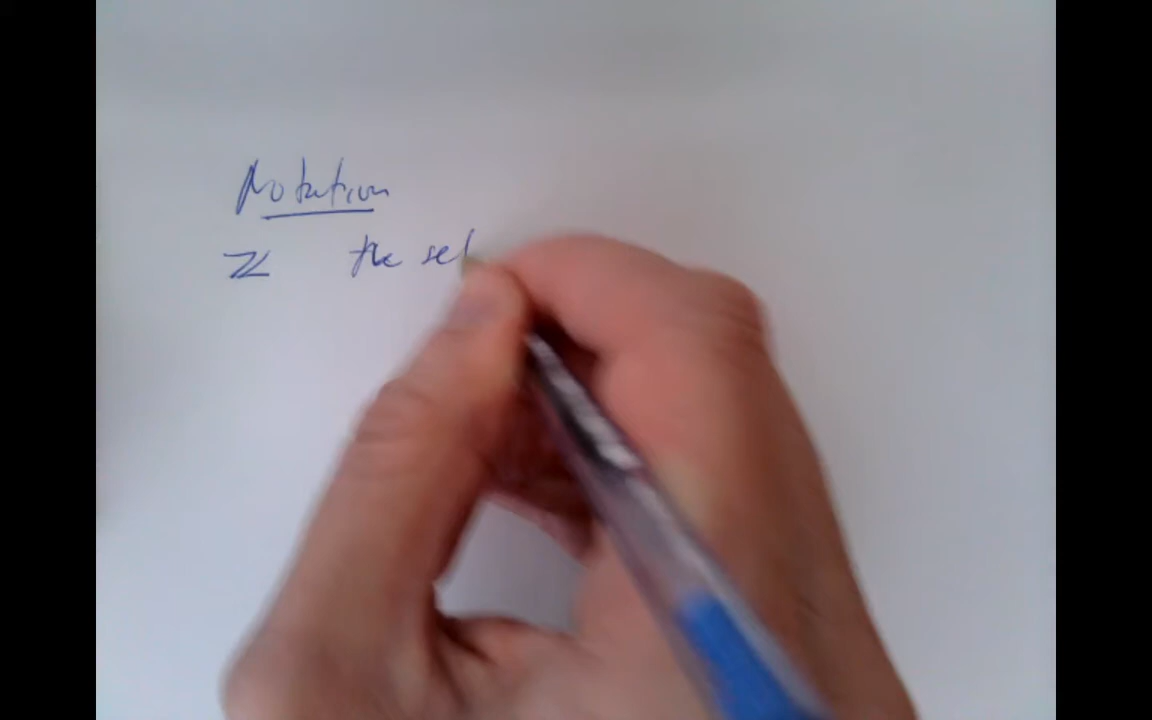 Notation
ℤ the set